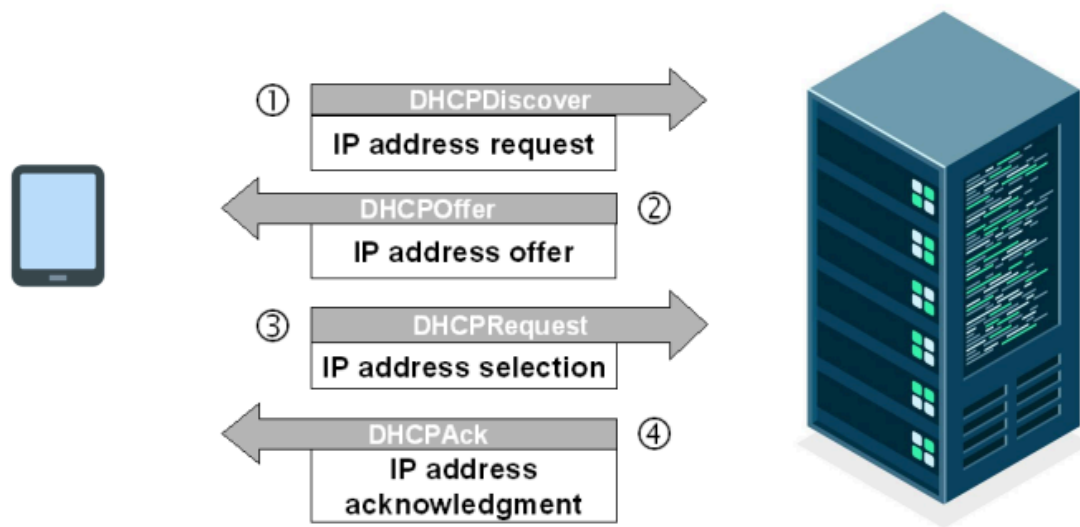 ① DHCPDiscover
IP address request
DHCPOffer ②
IP address offer
③ DHCPRequest
IP address selection
DHCPAck ④
IP address
acknowledgment